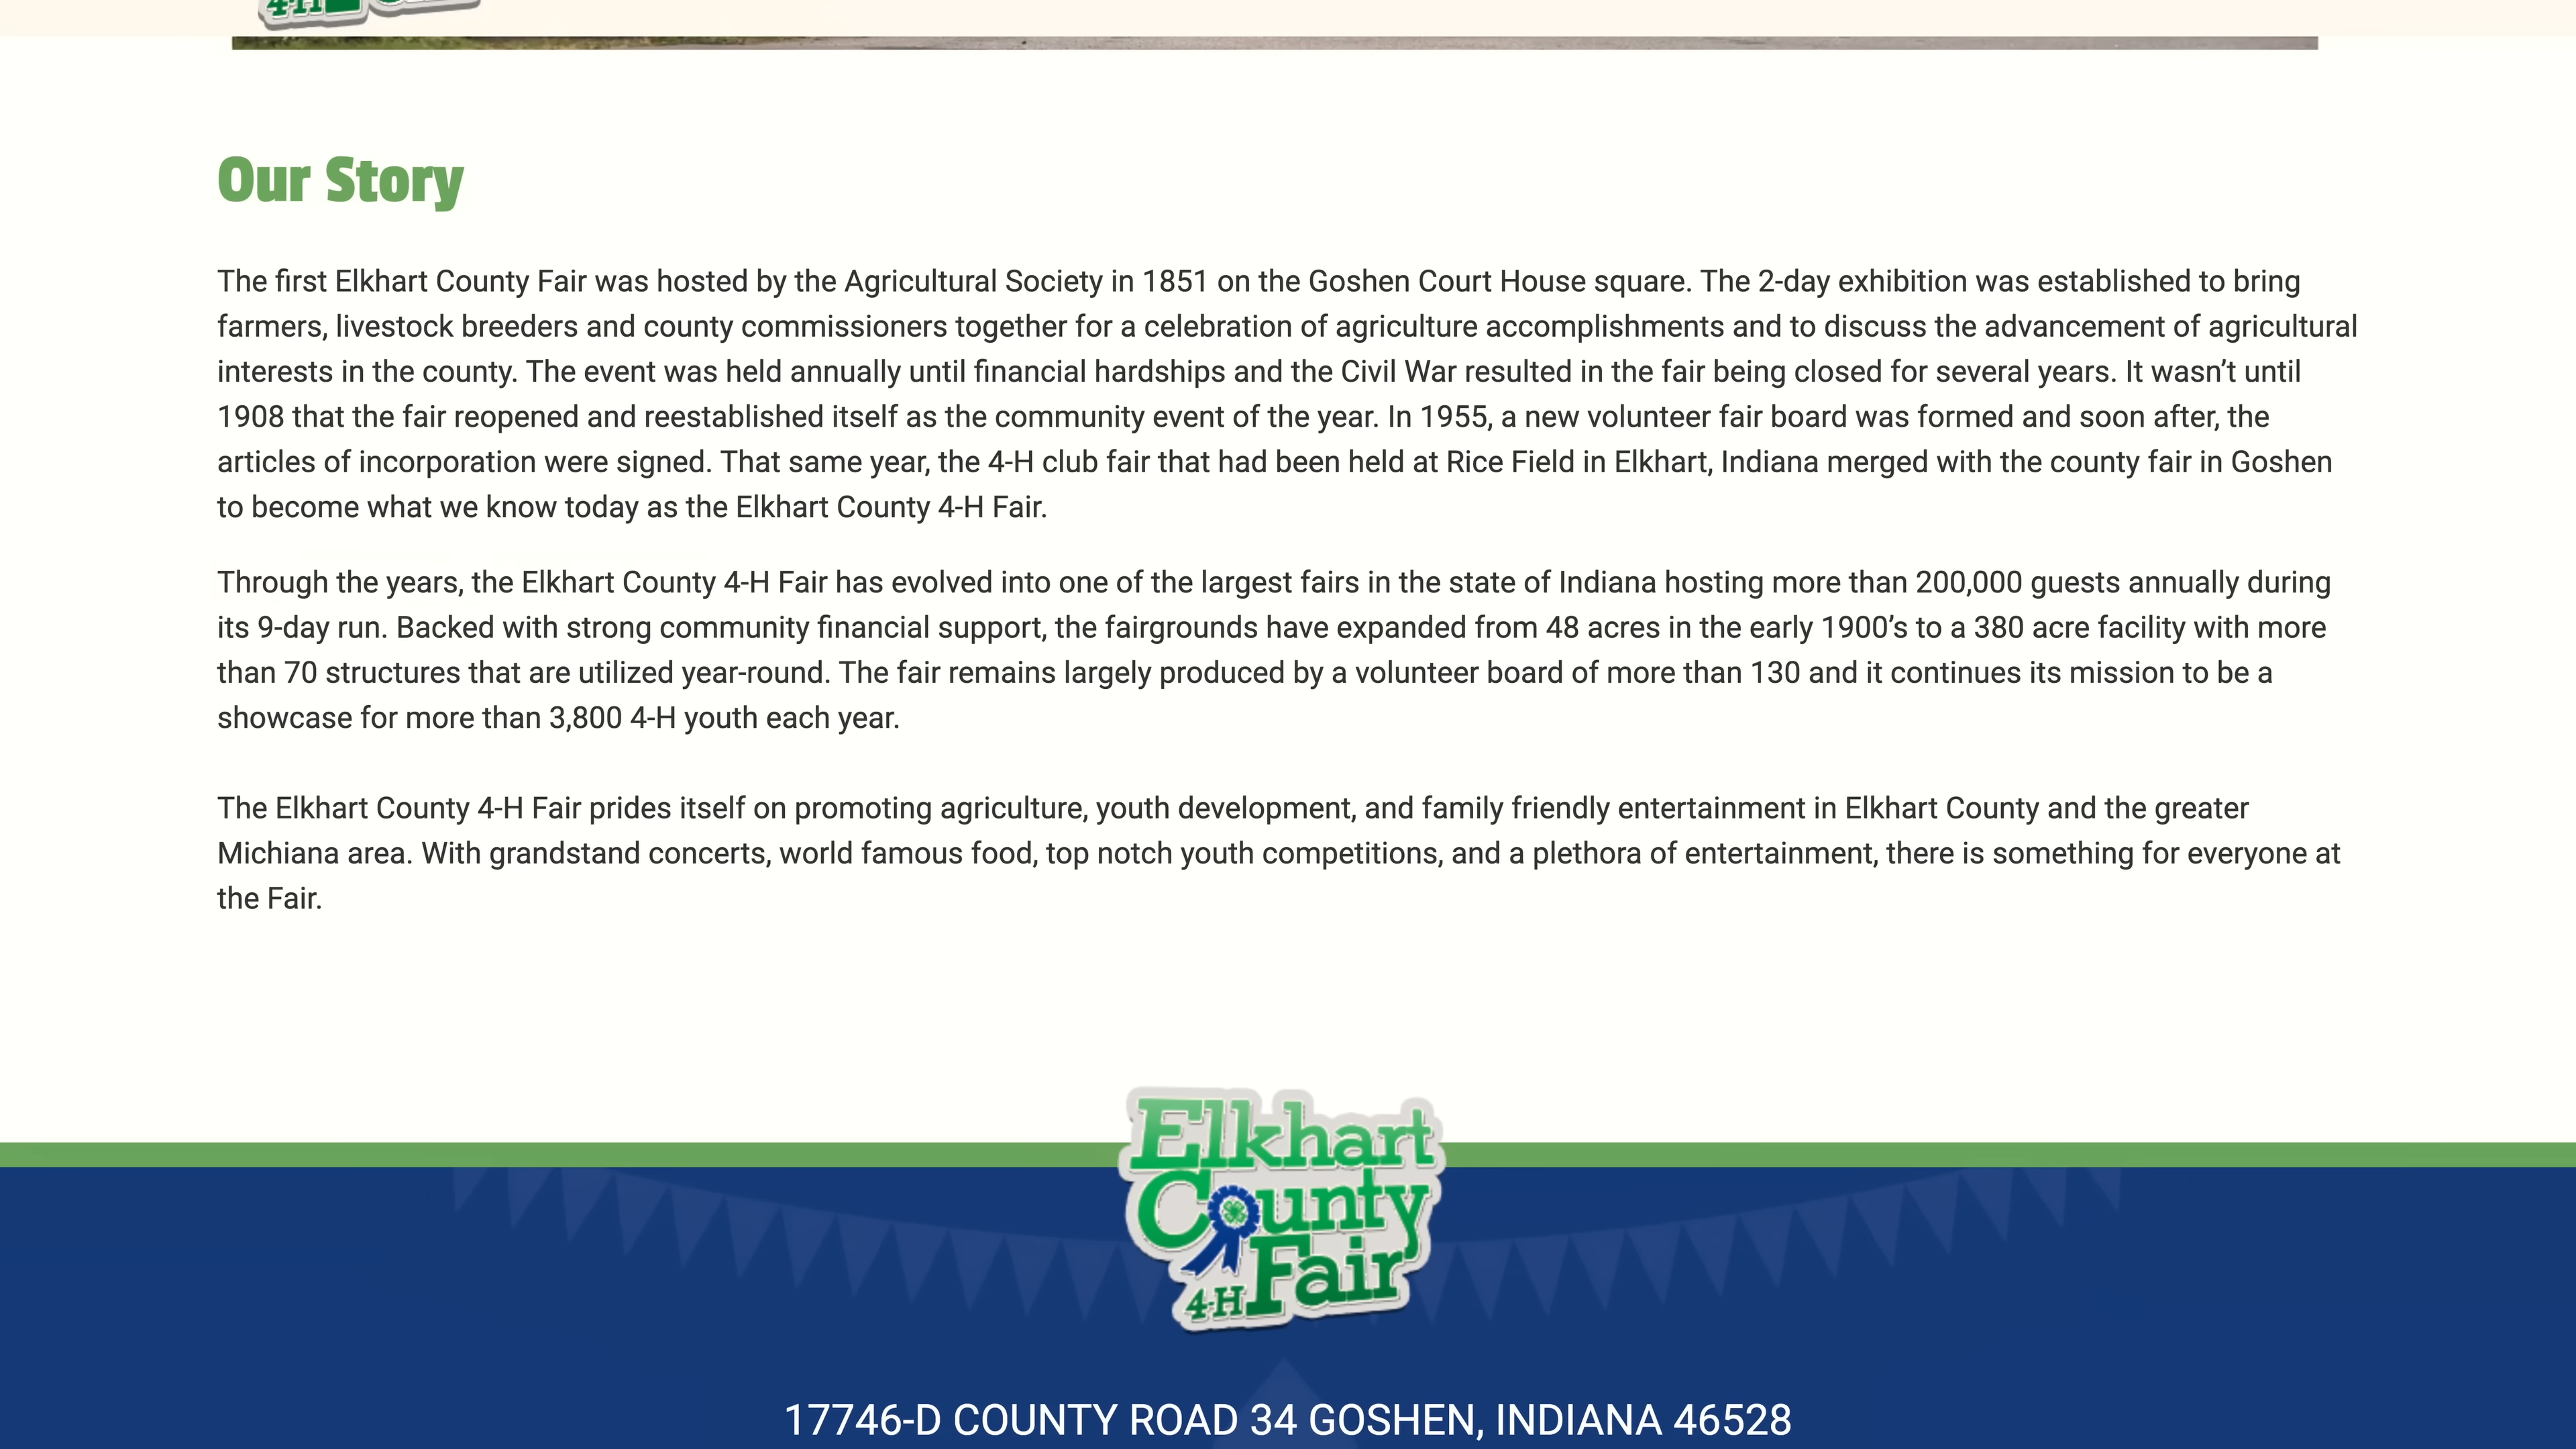 4-H
Our Story
The first Elkhart County Fair was hosted by the Agricultural Society in 1851 on the Goshen Court House square. The 2-day exhibition was established to bring
farmers, livestock breeders and county commissioners together for a celebration of agriculture accomplishments and to discuss the advancement of agricultural
interests in the county. The event was held annually until financial hardships and the Civil War resulted in the fair being closed for several years. It wasn’t until
1908 that the fair reopened and reestablished itself as the community event of the year. In 1955, a new volunteer fair board was formed and soon after, the
articles of incorporation were signed. That same year, the 4-H club fair that had been held at Rice Field in Elkhart, Indiana merged with the county fair in Goshen
to become what we know today as the Elkhart County 4-H Fair.
Through the years, the Elkhart County 4-H Fair has evolved into one of the largest fairs in the state of Indiana hosting more than 200,000 guests annually during
its 9-day run. Backed with strong community financial support, the fairgrounds have expanded from 48 acres in the early 1900’s to a 380 acre facility with more
than 70 structures that are utilized year-round. The fair remains largely produced by a volunteer board of more than 130 and it continues its mission to be a
showcase for more than 3,800 4-H youth each year.
The Elkhart County 4-H Fair prides itself on promoting agriculture, youth development, and family friendly entertainment in Elkhart County and the greater
Michiana area. With grandstand concerts, world famous food, top notch youth competitions, and a plethora of entertainment, there is something for everyone at
the Fair.
Elkhart
County
4-H Fair
17746-D COUNTY ROAD 34 GOSHEN, INDIANA 46528